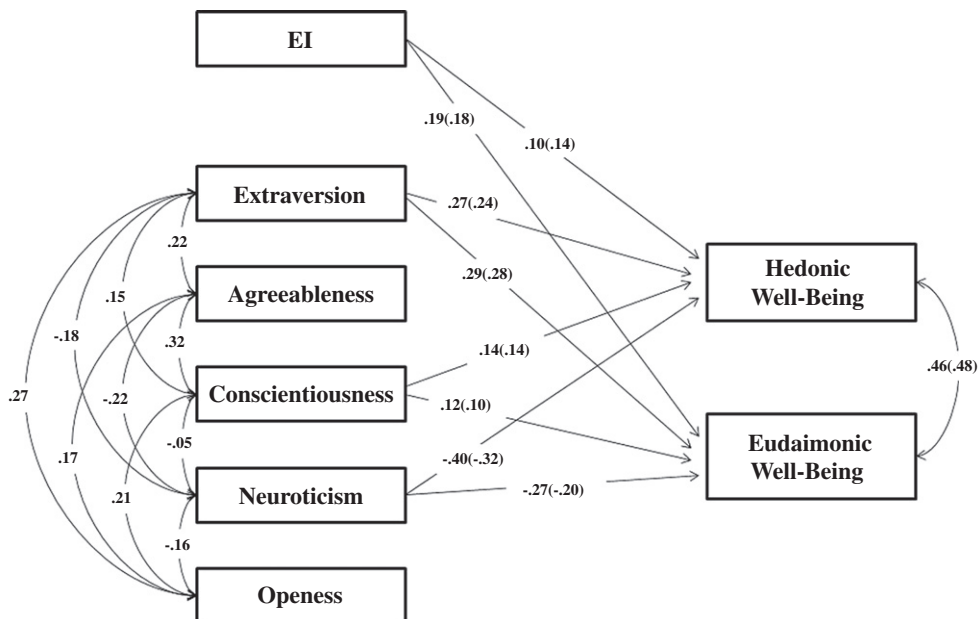 EI
.19(.18)
.10(.14)
Extraversion
.27(.24)
.22
.29(.28)
Hedonic
Well-Being
Agreeableness
.15
-.18
.32
.14(.14)
.46(.48)
.27
-.22
Conscientiousness
.12(.10)
-.05
.17
-.40(-.32)
Eudaimonic
Well-Being
.21
Neuroticism
-.27(-.20)
-.16
Openess